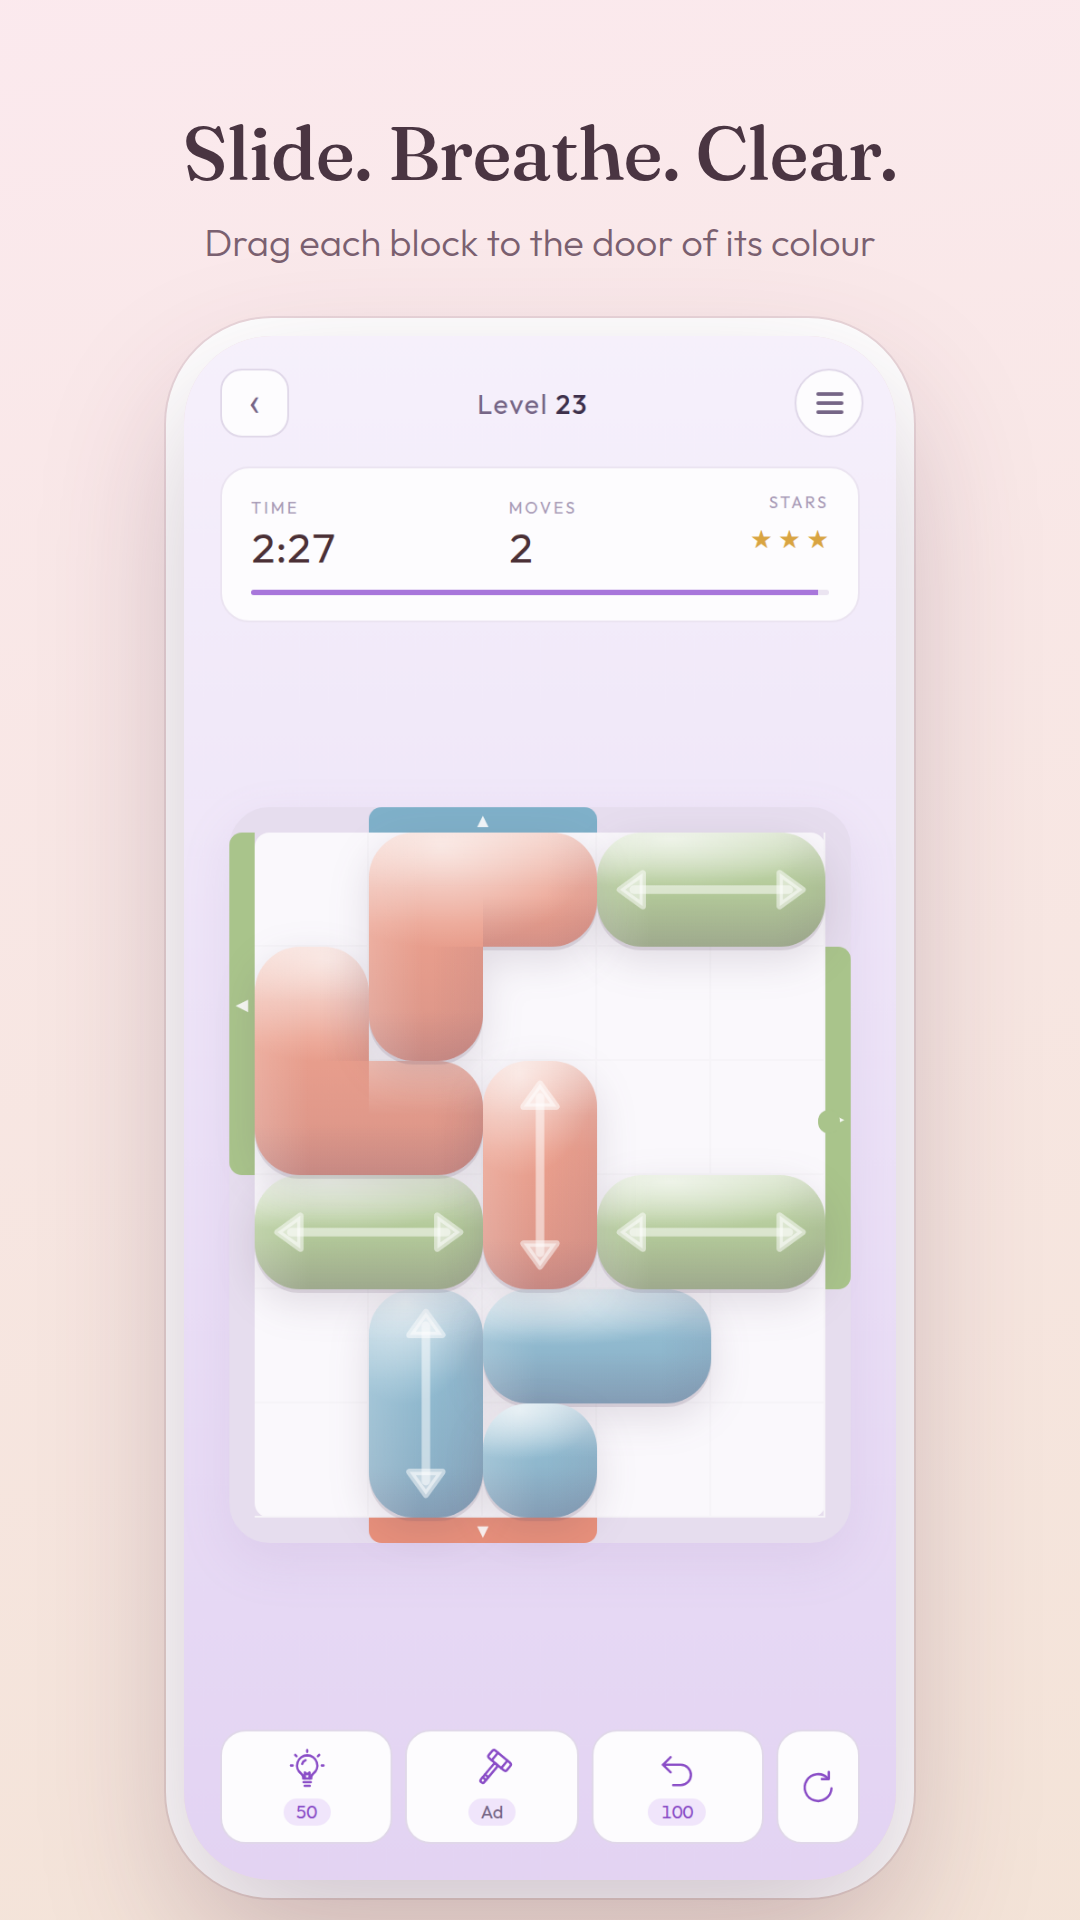 Slide. Breathe. Clear.
Drag each block to the door of its colour
Level 23
TIME
MOVES
STARS
2:27
2
50
Ad
100